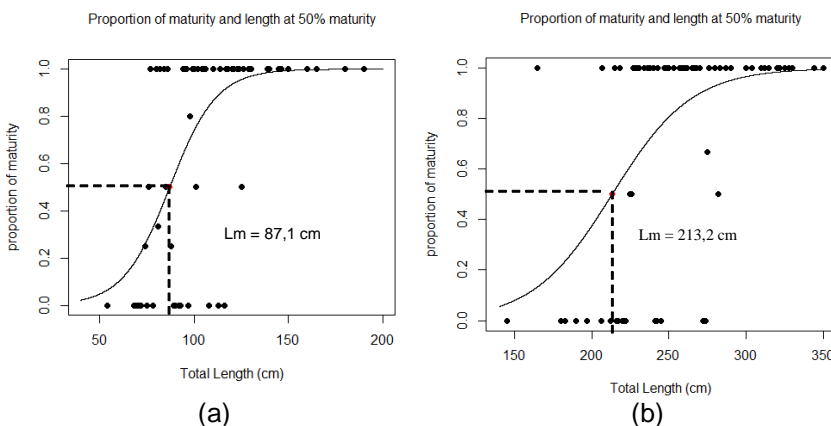 Proportion of maturity and length at 50% maturity
proportion of maturity
1.0
0.8
0.6
0.4
0.2
0.0
Lm = 87,1 cm
50 100 150 200
Total Length (cm)
(a)
Proportion of maturity and length at 50% maturity
proportion of maturity
1.0
0.8
0.6
0.4
0.2
0.0
Lm = 213,2 cm
150 200 250 300 350
Total Length (cm)
(b)